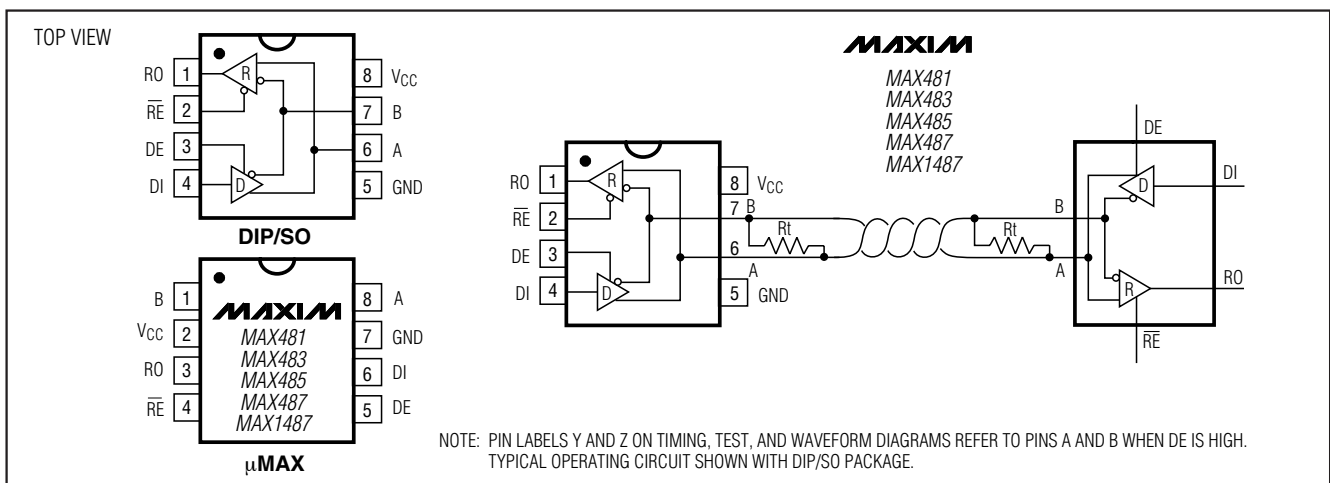 TOP VIEW
RO 1
RE 2
DE 3
DI 4
8 VCC
7 B
6 A
5 GND
R
D
DIP/SO
B 1
VCC 2
RO 3
RE 4
8 A
7 GND
6 DI
5 DE
MAXIM
MAX481
MAX483
MAX485
MAX487
MAX1487
μMAX
MAXIM
MAX481
MAX483
MAX485
MAX487
MAX1487
RO 1
RE 2
DE 3
DI 4
R
D
8 VCC
7 B
6 A
5 GND
Rt
Rt
B
A
DE
D
DI
R
RO
RE
NOTE: PIN LABELS Y AND Z ON TIMING, TEST, AND WAVEFORM DIAGRAMS REFER TO PINS A AND B WHEN DE IS HIGH.
TYPICAL OPERATING CIRCUIT SHOWN WITH DIP/SO PACKAGE.